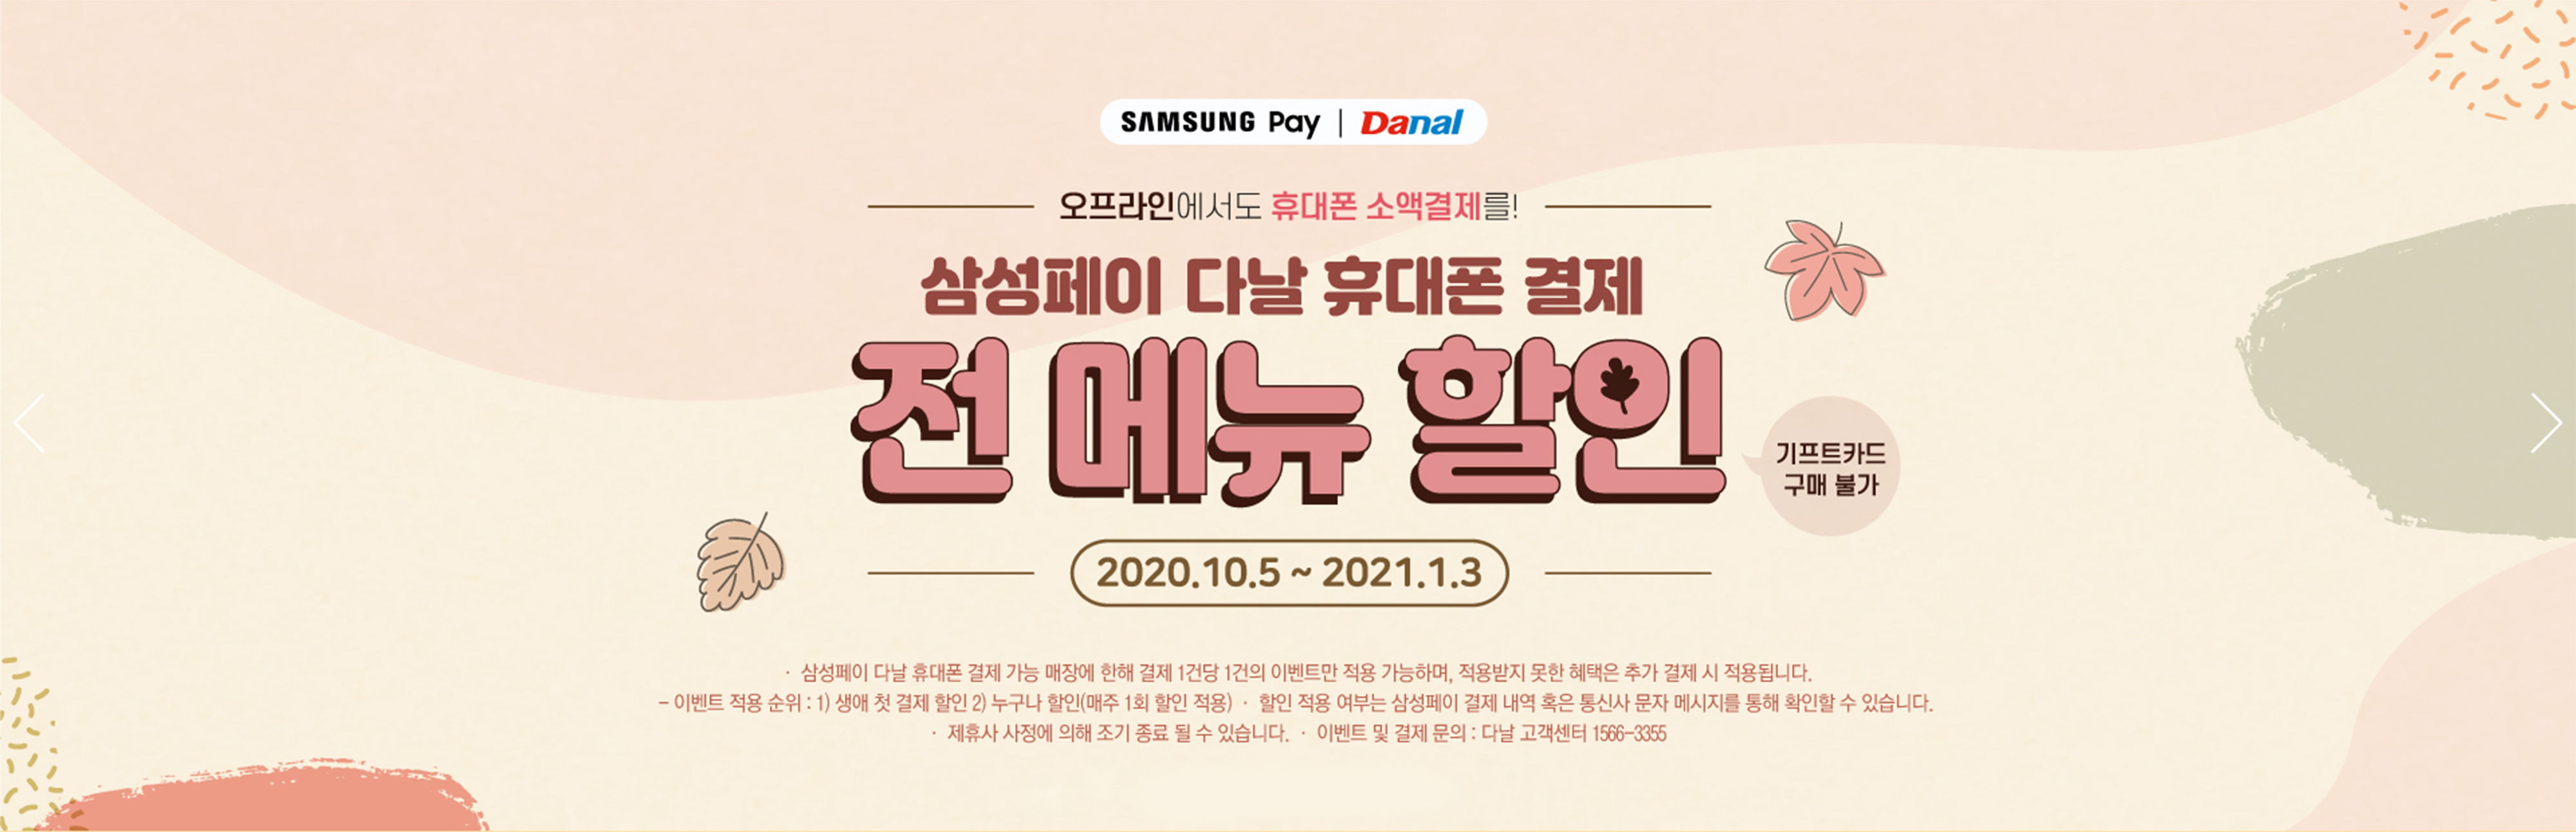 SAMSUNG Pay | Danal
오프라인에서도 휴대폰 소액결제를!
삼성페이 다날 휴대폰 결제
전 메뉴 할인
기프트카드
구매 불가
2020.10.5 ~ 2021.1.3
· 삼성페이 다날 휴대폰 결제 가능 매장에 한해 결제 1건당 1건의 이벤트만 적용 가능하며, 적용받지 못한 혜택은 추가 결제 시 적용됩니다.
- 이벤트 적용 순위 : 1) 생애 첫 결제 할인 2) 누구나 할인(매주 1회 할인 적용) · 할인 적용 여부는 삼성페이 결제 내역 혹은 통신사 문자 메시지를 통해 확인할 수 있습니다.
· 제휴사 사정에 의해 조기 종료 될 수 있습니다. · 이벤트 및 결제 문의 : 다날 고객센터 1566-3355